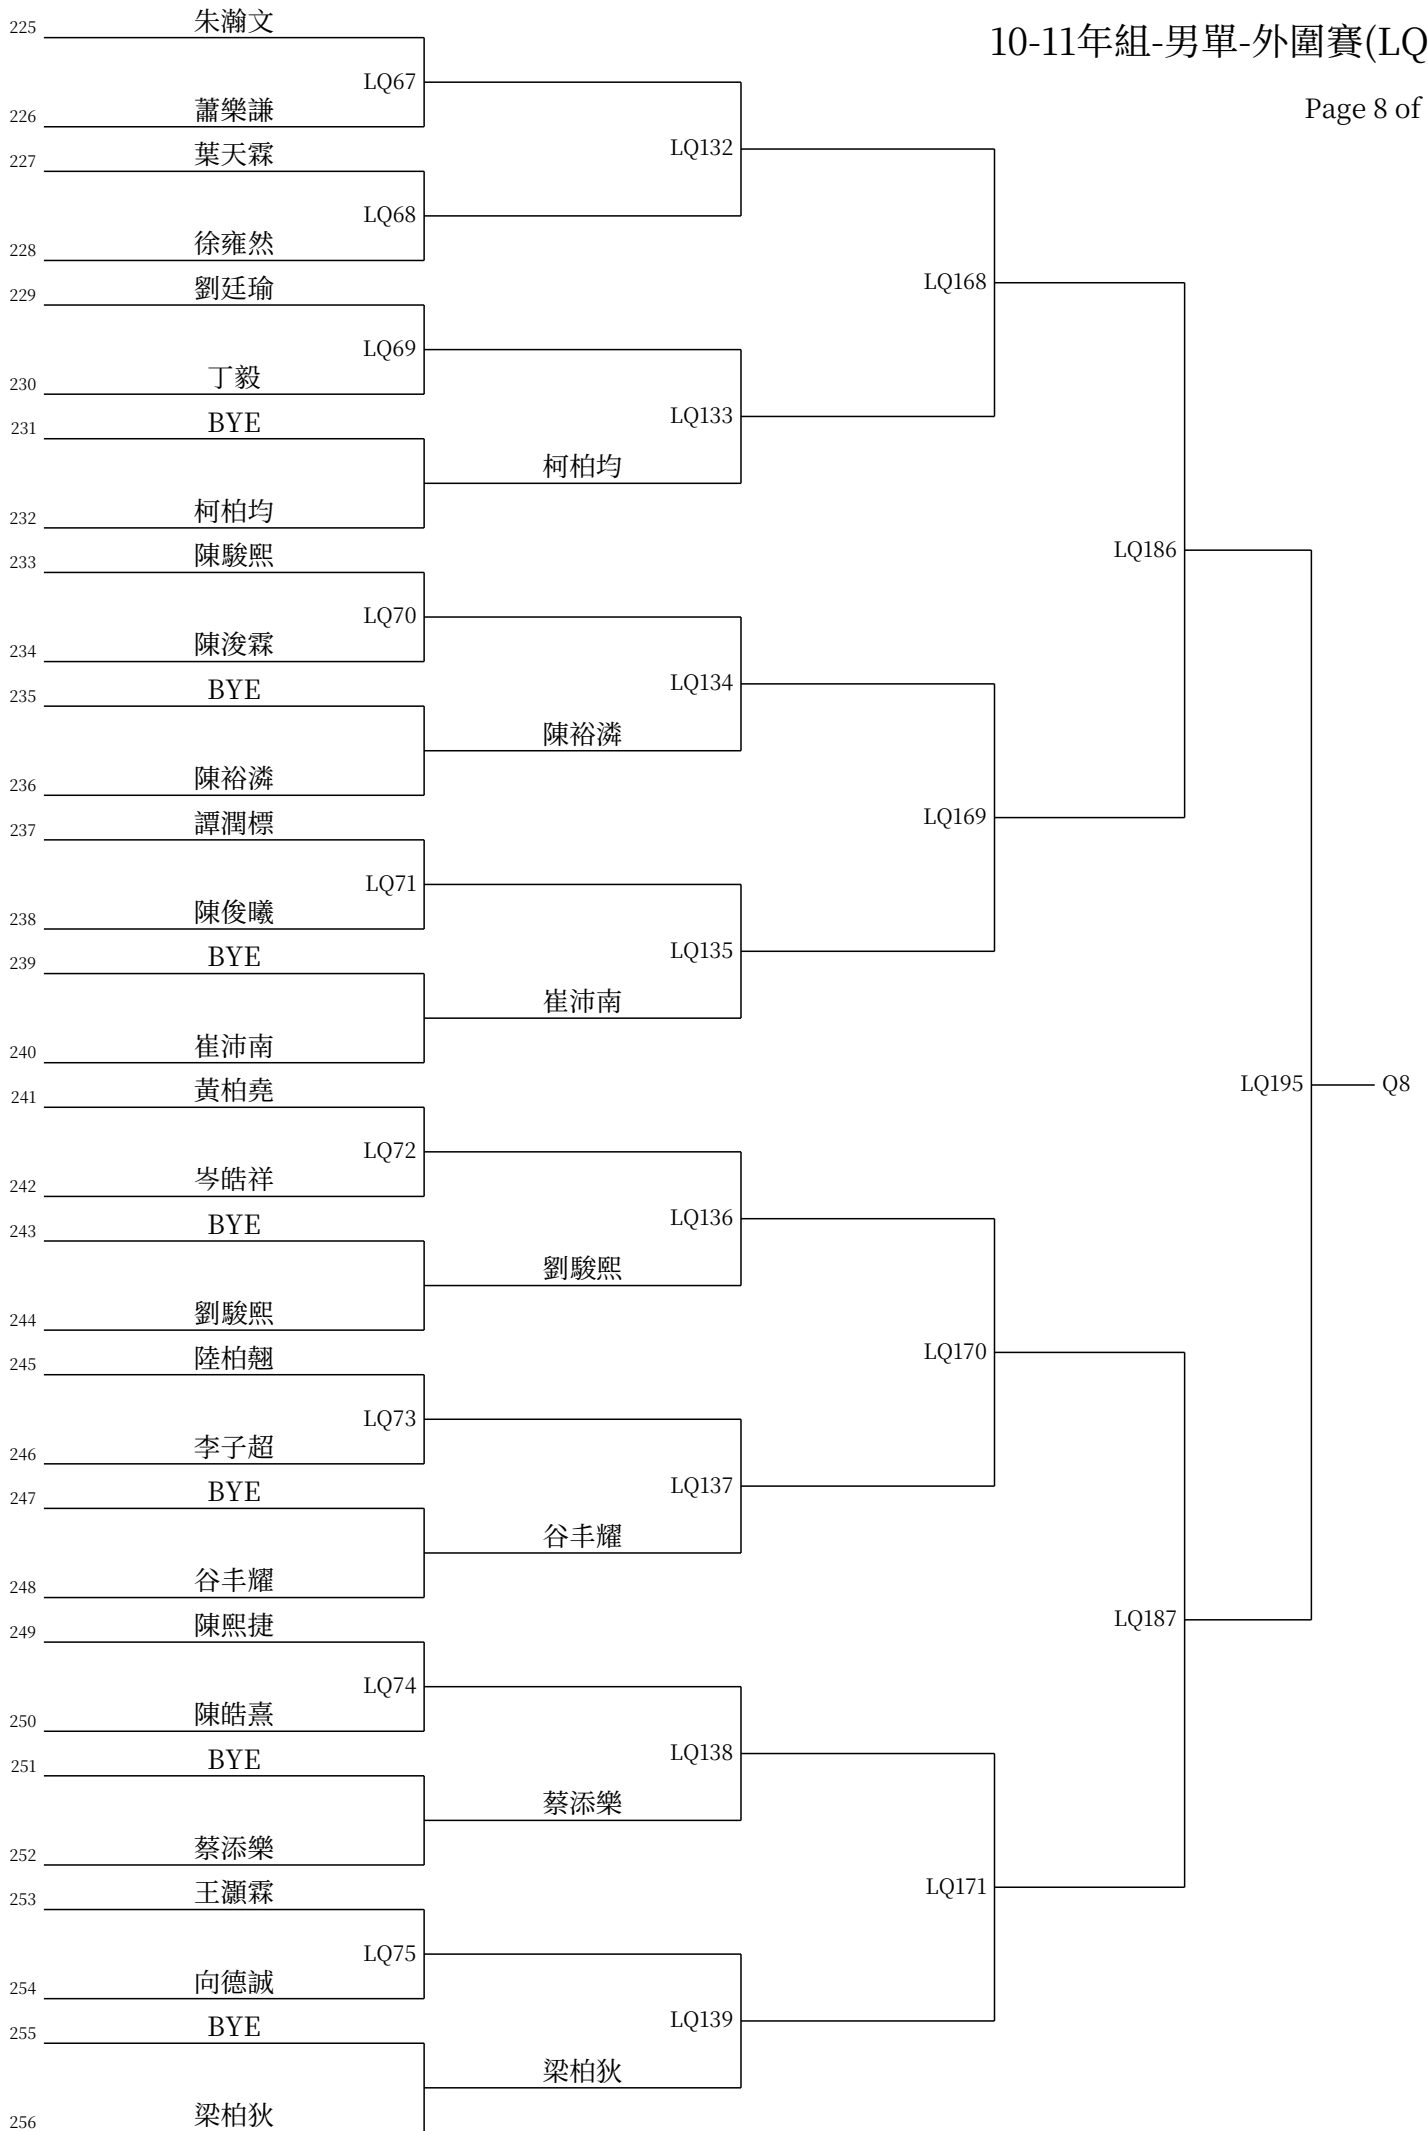 10-11年組-男單-外圍賽(LQ
Page 8 of
225 朱瀚文
LQ67
226 蕭樂謙
LQ132
227 葉天霖
LQ68
228 徐雍然
LQ168
229 劉廷瑜
LQ69
230 丁毅
LQ133
231 BYE
柯柏均
232 柯柏均
LQ186
233 陳駿熙
LQ70
234 陳浚霖
LQ134
235 BYE
陳裕潾
236 陳裕潾
LQ169
237 譚潤標
LQ71
238 陳俊曦
LQ135
239 BYE
崔沛南
240 崔沛南
LQ195 Q8
241 黃柏堯
LQ72
242 岑皓祥
LQ136
243 BYE
劉駿熙
244 劉駿熙
LQ170
245 陸柏翹
LQ73
246 李子超
LQ137
247 BYE
谷丰耀
248 谷丰耀
LQ187
249 陳熙捷
LQ74
250 陳皓熹
LQ138
251 BYE
蔡添樂
252 蔡添樂
LQ171
253 王灝霖
LQ75
254 向德誠
LQ139
255 BYE
梁柏狄
256 梁柏狄